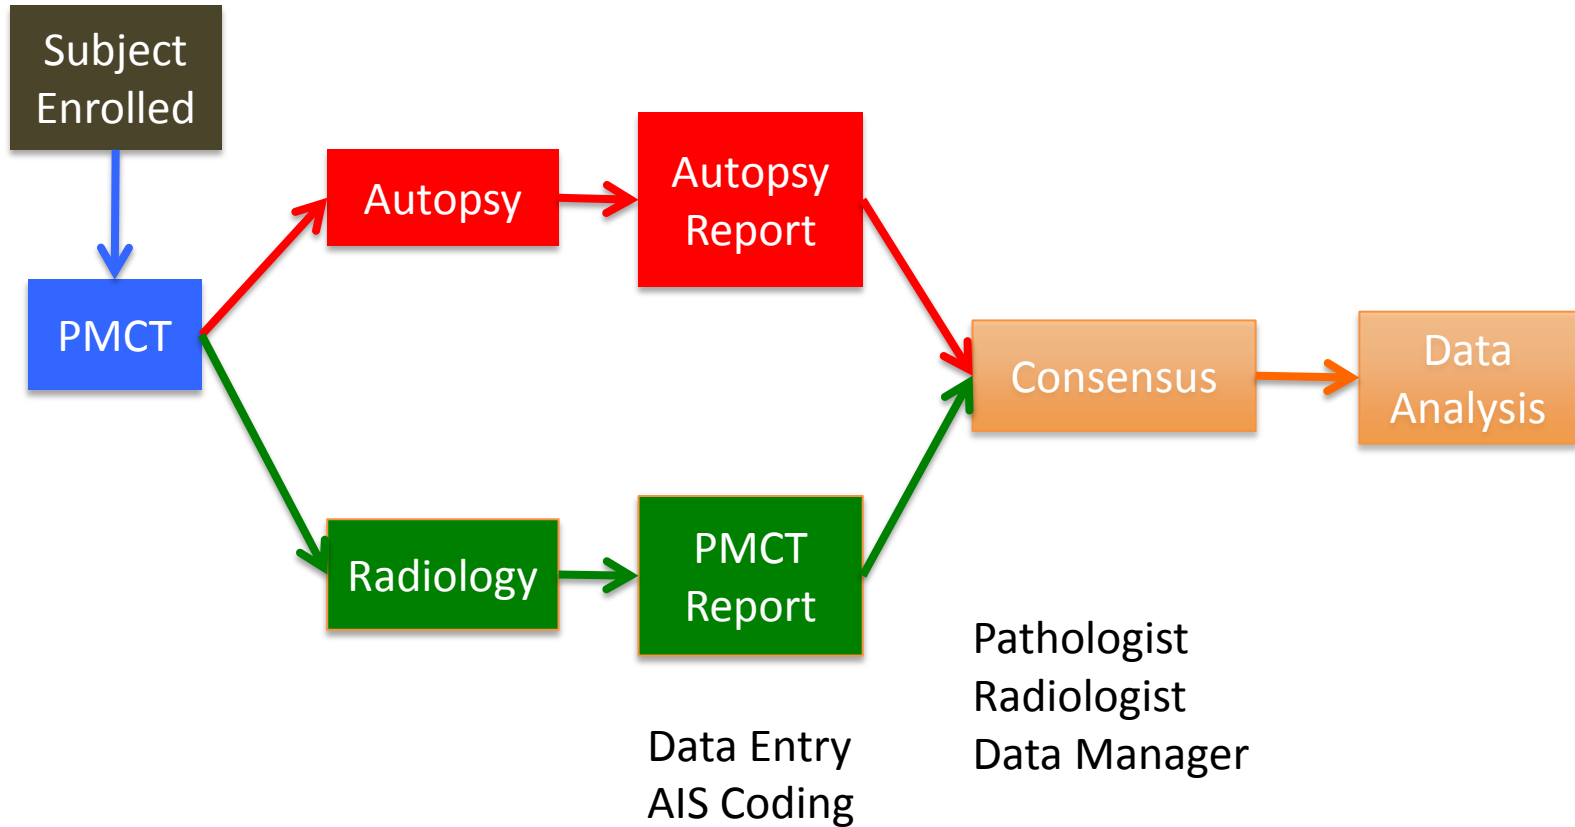 Subject
Enrolled
PMCT
Autopsy
Autopsy
Report
Radiology
PMCT
Report
Consensus
Data
Analysis
Pathologist
Radiologist
Data Manager
Data Entry
AIS Coding